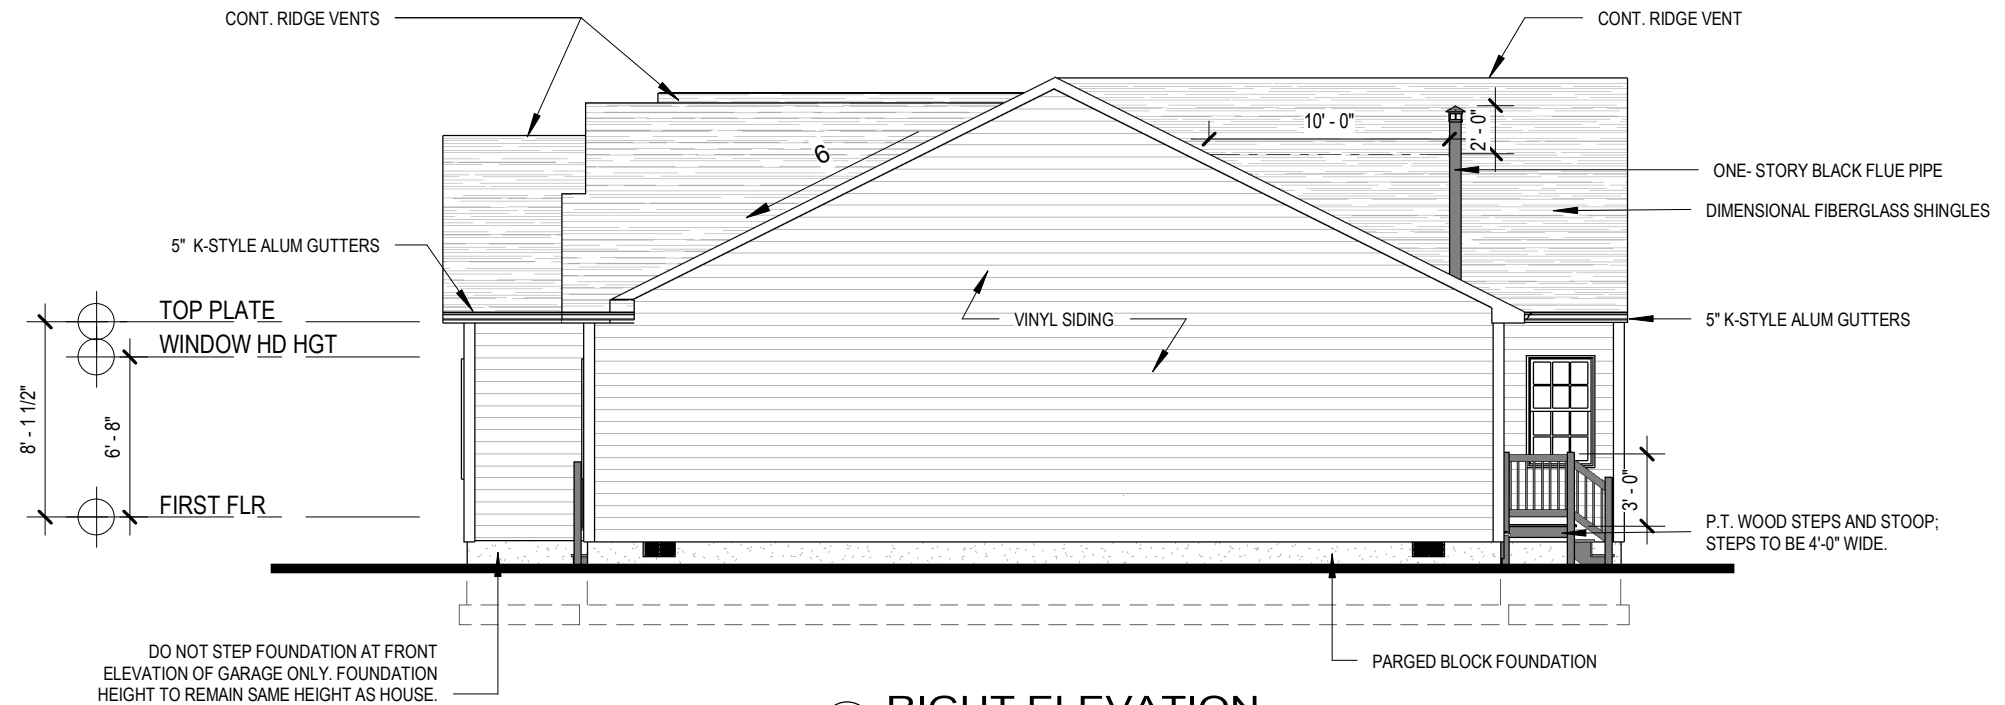 CONT. RIDGE VENTS
CONT. RIDGE VENT
10' - 0"
2' - 0"
6
ONE- STORY BLACK FLUE PIPE
DIMENSIONAL FIBERGLASS SHINGLES
5" K-STYLE ALUM GUTTERS
TOP PLATE
WINDOW HD HGT
VINYL SIDING
5" K-STYLE ALUM GUTTERS
8' - 1 1/2"
6' - 8"
3' - 0"
FIRST FLR
P.T. WOOD STEPS AND STOOP;
STEPS TO BE 4'-0" WIDE.
DO NOT STEP FOUNDATION AT FRONT
ELEVATION OF GARAGE ONLY. FOUNDATION
HEIGHT TO REMAIN SAME HEIGHT AS HOUSE.
PARGED BLOCK FOUNDATION
RIGHT ELEVATION